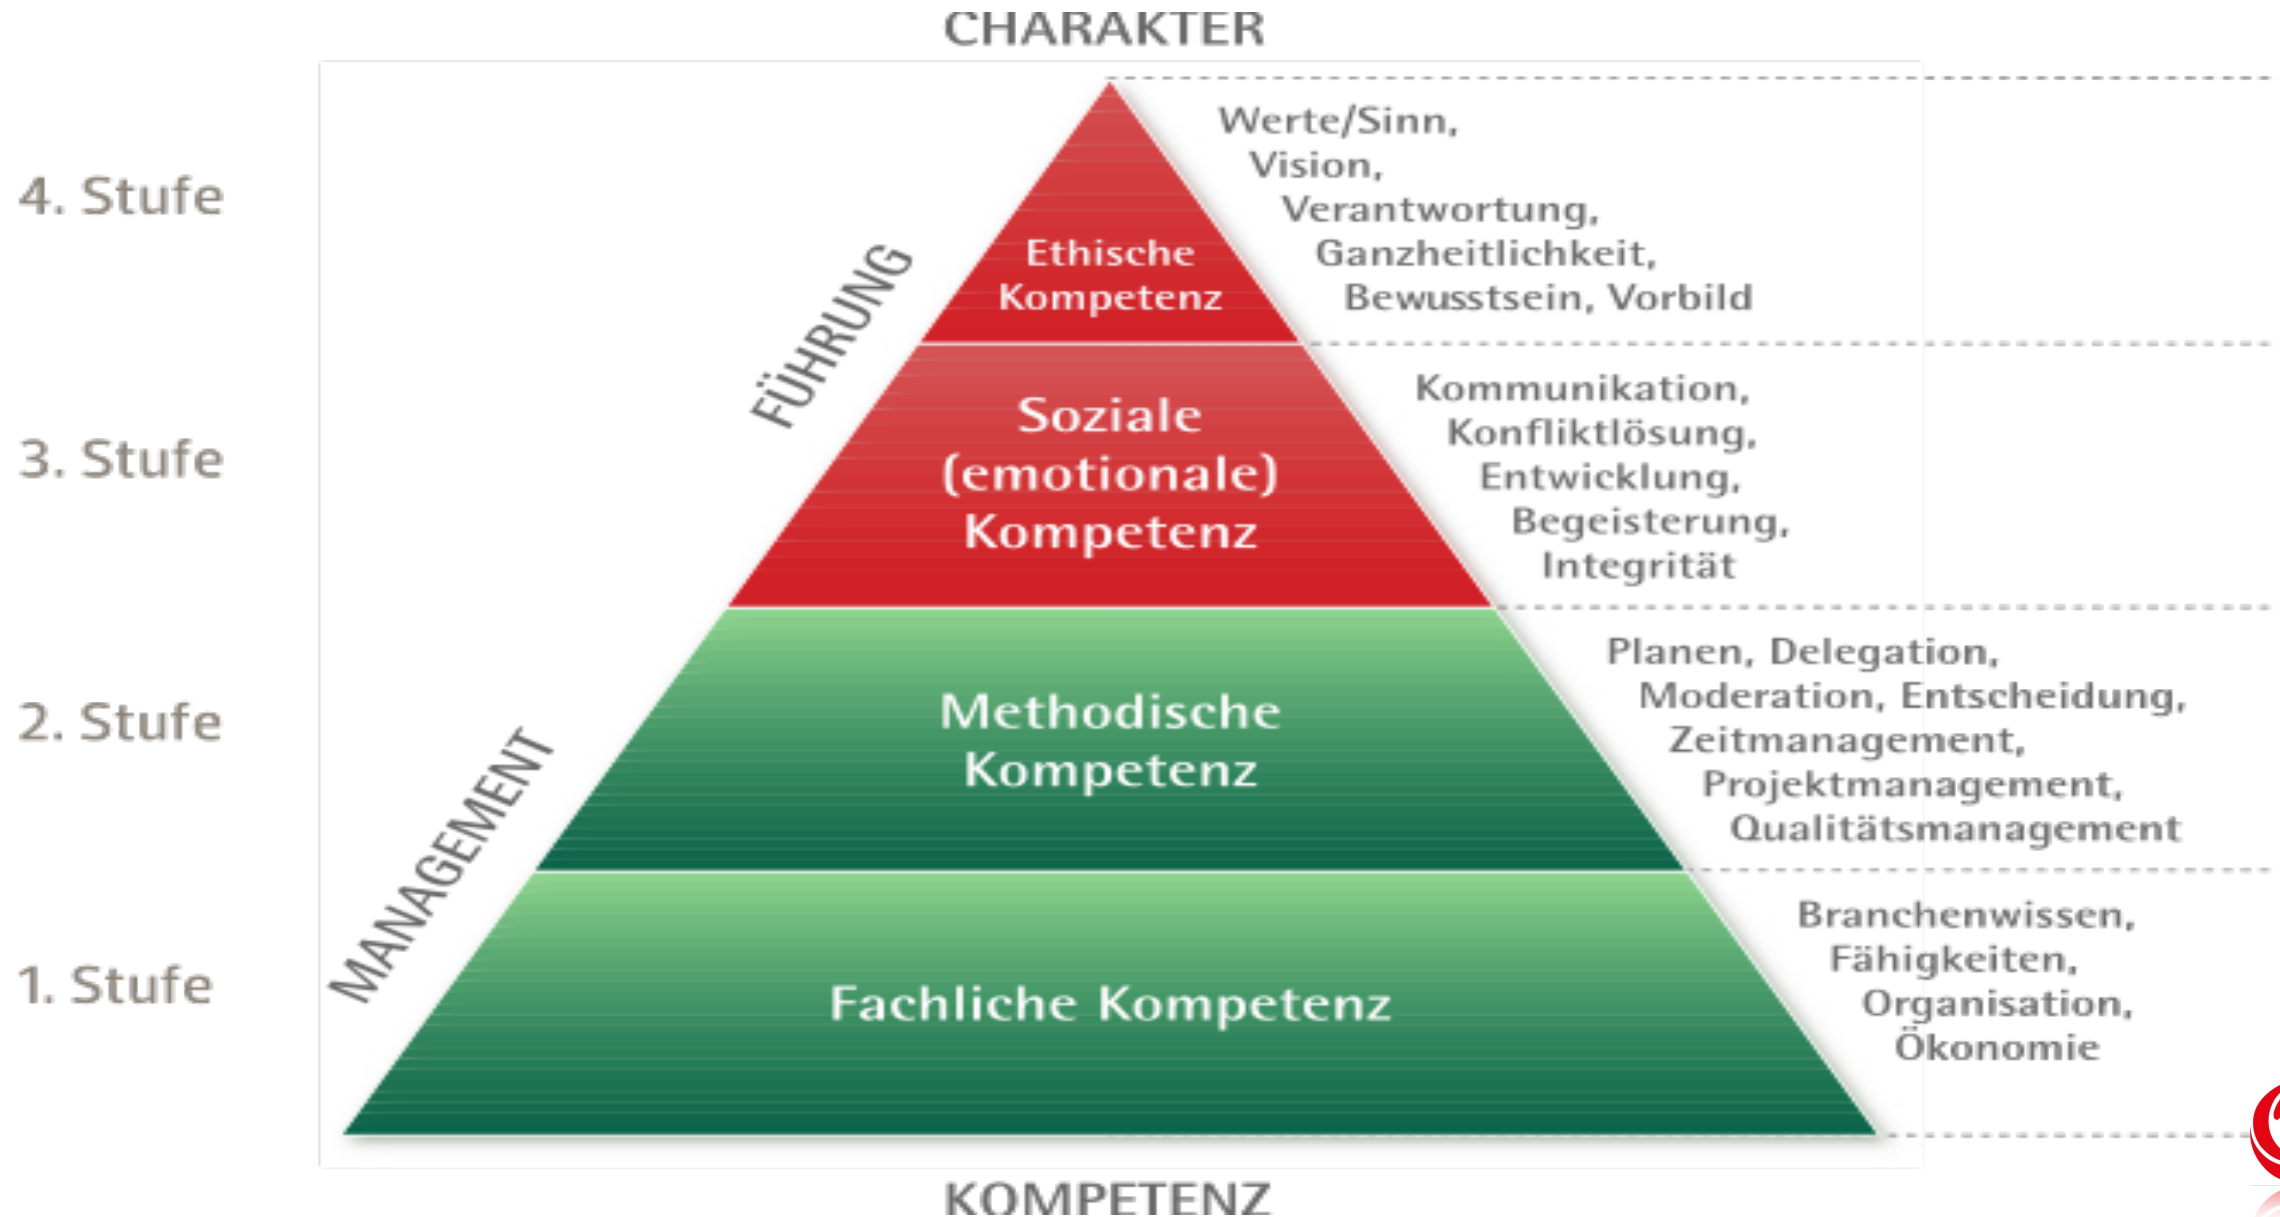 CHARAKTER
4. Stufe
FÜHRUNG
Ethische
Kompetenz
Werte/Sinn,
Vision,
Verantwortung,
Ganzheitlichkeit,
Bewusstsein, Vorbild
3. Stufe
Soziale
(emotionale)
Kompetenz
Kommunikation,
Konfliktlösung,
Entwicklung,
Begeisterung,
Integrität
2. Stufe
MANAGEMENT
Methodische
Kompetenz
Planen, Delegation,
Moderation, Entscheidung,
Zeitmanagement,
Projektmanagement,
Qualitätsmanagement
1. Stufe
Fachliche Kompetenz
Branchenwissen,
Fähigkeiten,
Organisation,
Ökonomie
KOMPETENZ